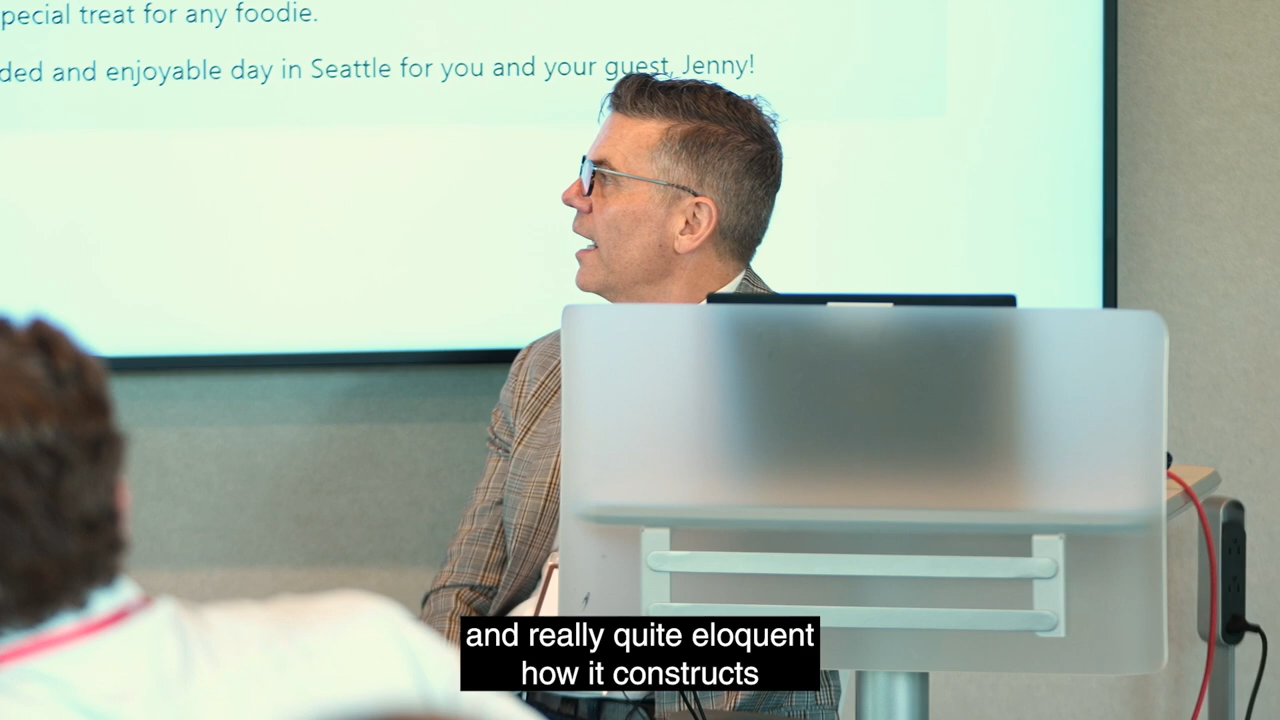 pecial treat for any foodie.
ded and enjoyable day in Seattle for you and your guest, Jenny!
and really quite eloquent
how it constructs